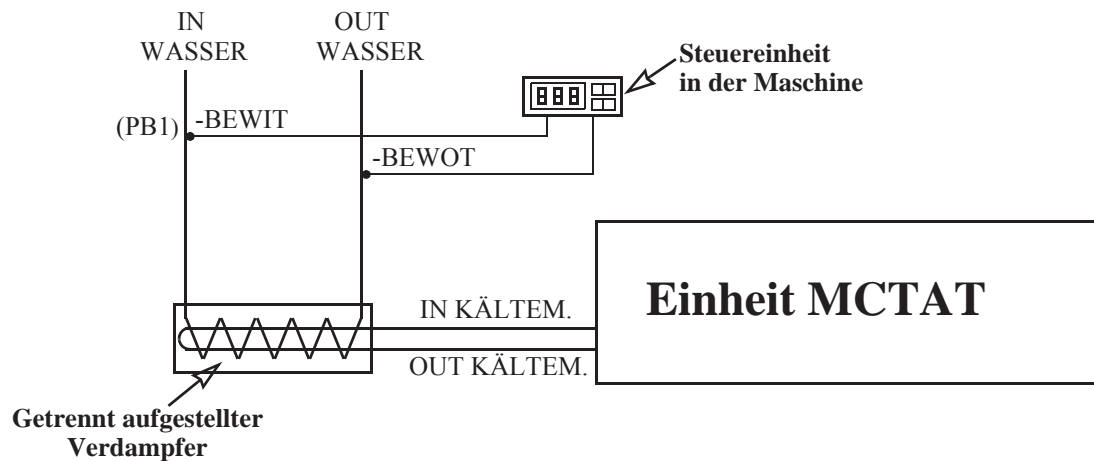 IN
WASSER
OUT
WASSER
Steuereinheit
in der Maschine
(PB1)
-BEWIT
-BEWOT
Einheit MCTAT
IN KÄLTEM.
OUT KÄLTEM.
Getrennt aufgestellter
Verdampfer